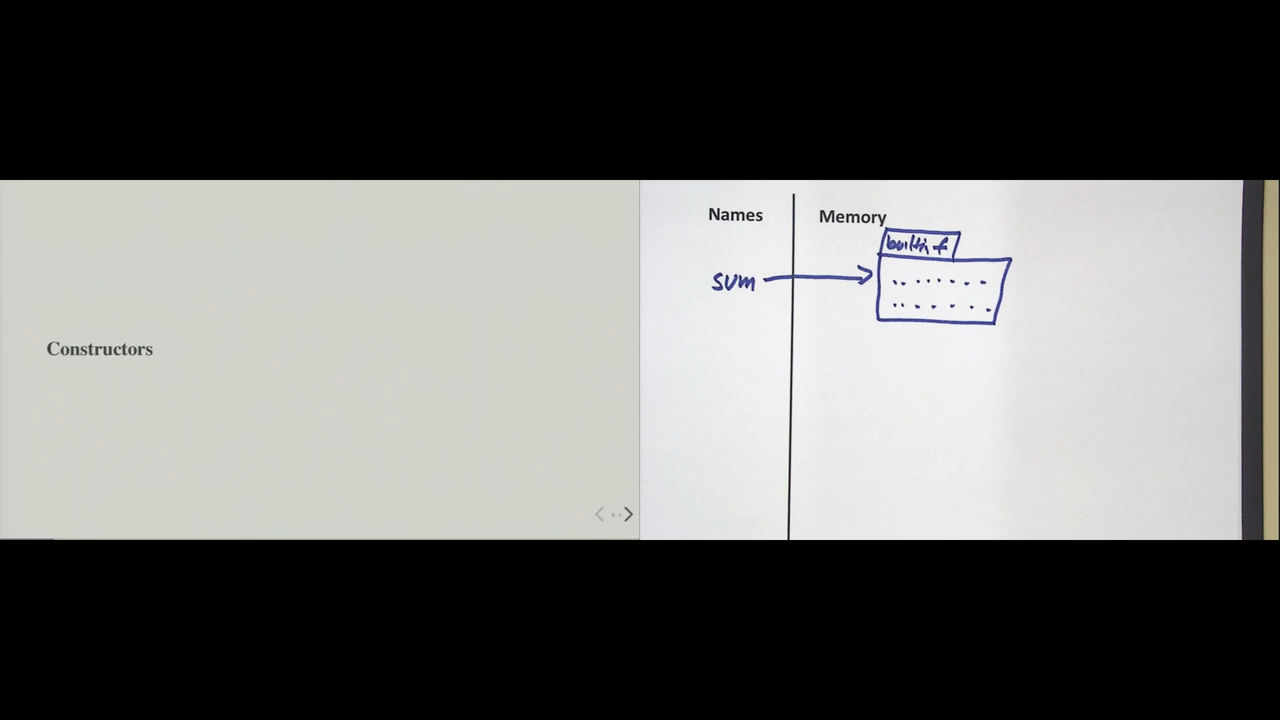 Constructors
Names
Memory
builtin f
sum